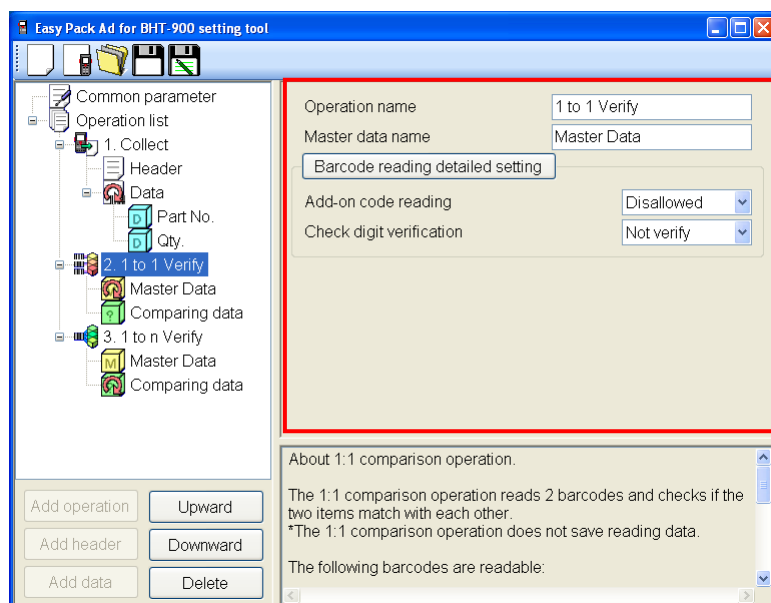 Easy Pack Ad for BHT-900 setting tool
Common parameter
Operation list
1. Collect
Header
Data
D Part No.
D Qty.
2. 1 to 1 Verify
Master Data
? Comparing data
3. 1 to n Verify
M Master Data
Comparing data
Add operation Upward
Add header Downward
Add data Delete
Operation name 1 to 1 Verify
Master data name Master Data
Barcode reading detailed setting
Add-on code reading Disallowed
Check digit verification Not verify
About 1:1 comparison operation.
The 1:1 comparison operation reads 2 barcodes and checks if the
two items match with each other.
*The 1:1 comparison operation does not save reading data.
The following barcodes are readable: